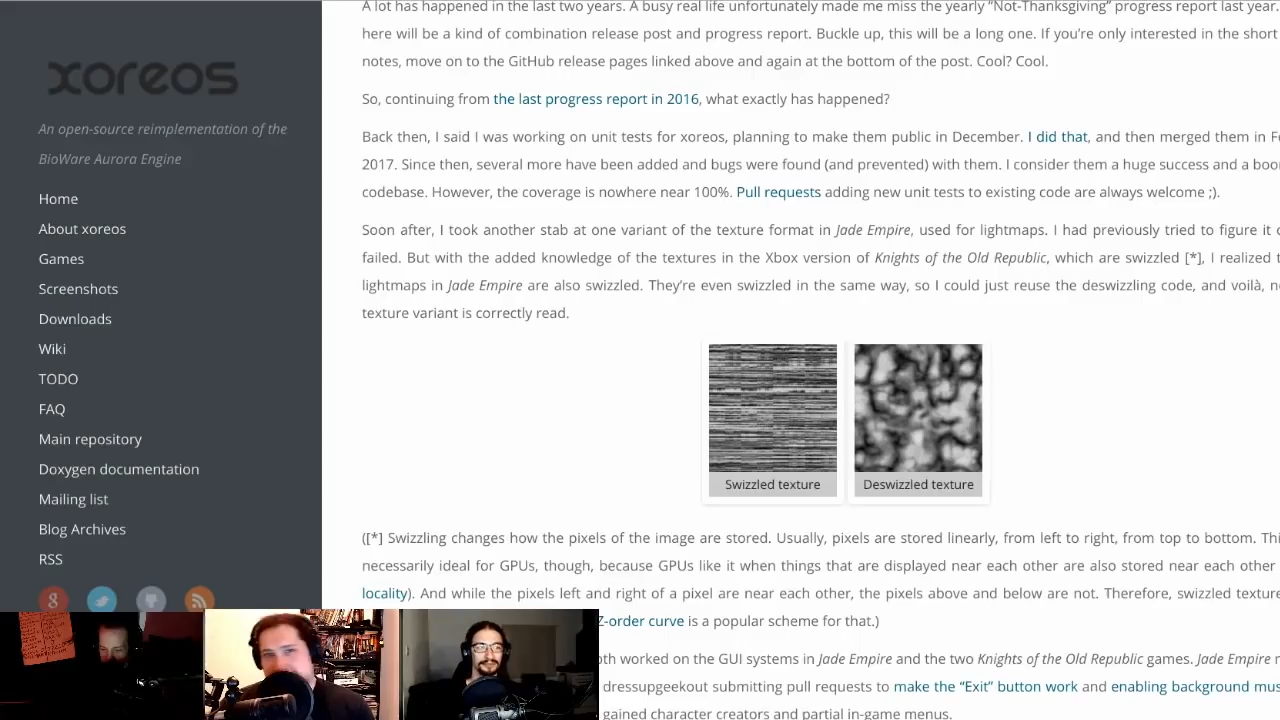 xoreos
An open-source reimplementation of the
BioWare Aurora Engine
Home
About xoreos
Games
Screenshots
Downloads
Wiki
TODO
FAQ
Main repository
Doxygen documentation
Mailing list
Blog Archives
RSS
A lot has happened in the last two years. A busy real life unfortunately made me miss the yearly “Not-Thanksgiving” progress report last year.
here will be a kind of combination release post and progress report. Buckle up, this will be a long one. If you’re only interested in the short
notes, move on to the GitHub release pages linked above and again at the bottom of the post. Cool? Cool.
So, continuing from the last progress report in 2016, what exactly has happened?
Back then, I said I was working on unit tests for xoreos, planning to make them public in December. I did that, and then merged them in Fe
2017. Since then, several more have been added and bugs were found (and prevented) with them. I consider them a huge success and a boo
codebase. However, the coverage is nowhere near 100%. Pull requests adding new unit tests to existing code are always welcome ;).
Soon after, I took another stab at one variant of the texture format in Jade Empire, used for lightmaps. I had previously tried to figure it o
failed. But with the added knowledge of the textures in the Xbox version of Knights of the Old Republic, which are swizzled [*], I realized t
lightmaps in Jade Empire are also swizzled. They’re even swizzled in the same way, so I could just reuse the deswizzling code, and voilà, n
texture variant is correctly read.
Swizzled texture
Deswizzled texture
([*] Swizzling changes how the pixels of the image are stored. Usually, pixels are stored linearly, from left to right, from top to bottom. Thi
necessarily ideal for GPUs, though, because GPUs like it when things that are displayed near each other are also stored near each other
locality). And while the pixels left and right of a pixel are near each other, the pixels above and below are not. Therefore, swizzled texture
Z-order curve is a popular scheme for that.)
oth worked on the GUI systems in Jade Empire and the two Knights of the Old Republic games. Jade Empire
dressupgeekout submitting pull requests to make the “Exit” button work and enabling background mus
gained character creators and partial in-game menus.